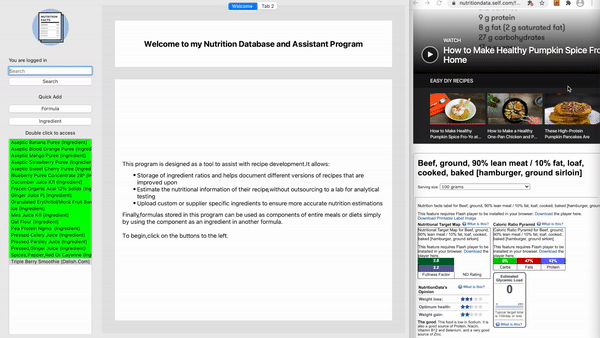 NUTRITION FACTS
You are logged in
Search
Search
Quick Add
Formula
Ingredient
Double click to access
Aseptic Banana Puree (Ingredient)
Aseptic Blood Orange Puree (Ingred
Aseptic Mango Puree (Ingredient)
Aseptic Strawberry Puree (Ingredie
Aseptic Sweet Cherry Puree (Ingre
Blueberry Puree Concentrate (In
Cucumber Juice K1 (Ingredient)
Frozen Organic Acai 12% Solids (In
Ginger Juice FJ (Ingredient)
Granulated Erythitol/Monk Fruit Sw
Ice (Ingredient)
Mint Juice K1 (Ingredient)
Oat Flour (Ingredient)
Pea Protein Nqmo (Ingredient)
Pressed Celery Juice (Ingredient)
Pressed Parsley Juice (Ingredient)
Pressed,Ginger Juice (Ingredient)
Spices,Pepper,Red Or Cayenne (Ing
Triple Berry Smoothie (Delish.Com)
Welcome
Tab 2
Welcome to my Nutrition Database and Assistant Program
This program is designed as a tool to assist with recipe development.It allows:
• Storage of ingredient ratios and helps document different versions of recipes that are
improved upon
• Estimate the nutritional information of their recipe,without outsourcing to a lab for analytical
testing
• Upload custom or supplier specific ingredients to ensure more accurate nutrition estimations
Finally,formulas stored in this program can be used as components of entire meals or diets simply
by using the component as an ingredient in another formula.
To begin,click on the buttons to the left.
nutritiondata.self.com/f
9 g protein
8 g fat (2 g saturated fat)
27 g carbohydrates
WATCH
How to Make Healthy Pumpkin Spice Fro
Home
EASY DIY RECIPES
How to Make Healthy
Pumpkin Spice Fro-Yo at...
How to Make a Healthy
One-Pan Chicken and P...
These High-Protein
Pumpkin Pancakes Are
Beef, ground, 90% lean meat / 10% fat, loaf,
cooked, baked [hamburger, ground sirloin]
Serving size:
100 grams
Nutrition facts label for Beef, ground, 90% lean meat / 10% fat, loaf, cooked, baked
This feature requires Flash player to be installed in your browser. Download the player here.
Download Printable Label Image
Nutritional Target Map
What is this?
Caloric Ratio Pyramid
What is this?
Nutritional Target Map for Beef, ground,
90% lean meat / 10% fat, loaf, cooked,
baked [hamburger, ground sirloin]
Caloric Ratio Pyramid for Beef, ground,
90% lean meat / 10% fat, loaf, cooked,
baked [hamburger, ground sirloin]
This feature requires Flash player to be
installed in your browser. Download the
player here.
This feature requires Flash player to be
installed in your browser. Download the
player here.
2.8
2.2
Fullness Factor
ND Rating
0%
47%
53%
Carbs
Fats
Protein
NutritionData's
Opinion
What is this?
Weight loss:
Optimum health:
Weight gain:
Estimated
Glycemic Load
0
Typical target total
is 100/day or less
What is this?
The good: This food is low in Sodium. It is
also a good source of Protein, Niacin,
Vitamin B12 and Selenium, and a very good
source of Zinc.